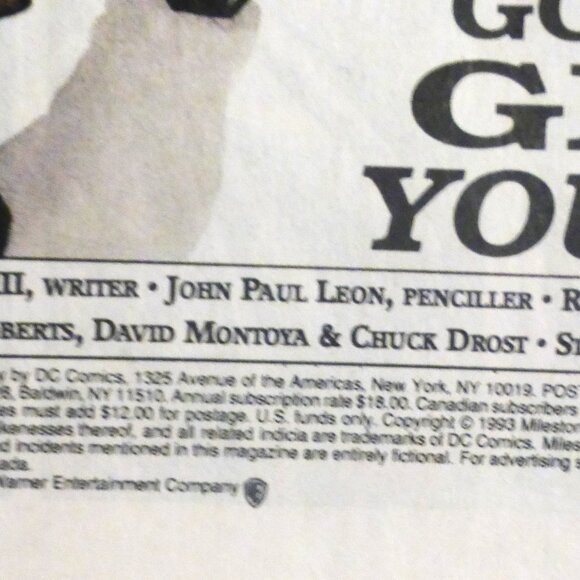 GO
G
YOU
II, WRITER • JOHN PAUL LEON, PENCILLER • R
BERTS, DAVID MONTOYA & CHUCK DROST • ST
y by DC Comics, 1325 Avenue of the Americas, New York, NY 10019. POST
Baldwin, NY 11510. Annual subscription rate $18.00. Canadian subscribers
es must add $12.00 for postage. U.S. funds only. Copyright © 1993 Mileston
kenesses thereof, and all related indicia are trademarks of DC Comics. Miles
d incidents mentioned in this magazine are entirely fictional. For advertising
ada.
Warner Entertainment Company